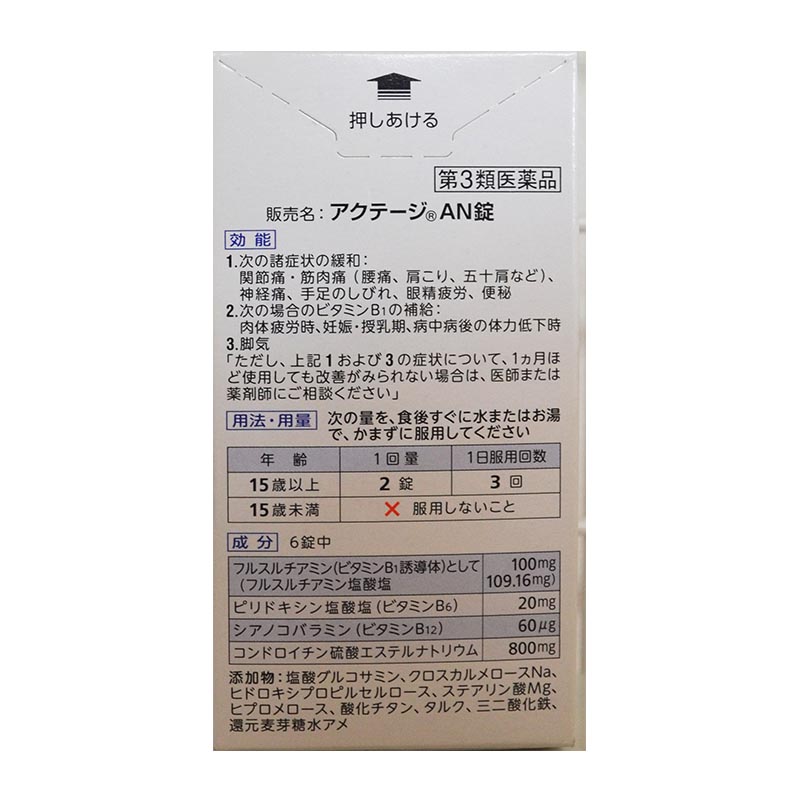 押しあける
第3類医薬品
販売名：アクテージ®AN錠
効能
1.次の諸症状の緩和：
関節痛・筋肉痛（腰痛、肩こり、五十肩など）、
神経痛、手足のしびれ、眼精疲労、便秘
2.次の場合のビタミンB1の補給：
肉体疲労時、妊娠・授乳期、病中病後の体力低下時
3.脚気
「ただし、上記1および3の症状について、1ヵ月ほ
ど使用しても改善がみられない場合は、医師または
薬剤師にご相談ください」
用法・用量 次の量を、食後すぐに水またはお湯
で、かまずに服用してください
年齢 1回量 1日服用回数
15歳以上 2錠 3回
15歳未満 × 服用しないこと
成分 6錠中
フルスルチアミン（ビタミンB1誘導体）として 100mg
（フルスルチアミン塩酸塩 109.16mg）
ピリドキシン塩酸塩（ビタミンB6） 20mg
シアノコバラミン（ビタミンB12） 60μg
コンドロイチン硫酸エステルナトリウム 800mg
添加物：塩酸グルコサミン、クロスカルメロースNa、
ヒドロキシプロピルセルロース、ステアリン酸Mg、
ヒプロメロース、酸化チタン、タルク、三二酸化鉄、
還元麦芽糖水アメ